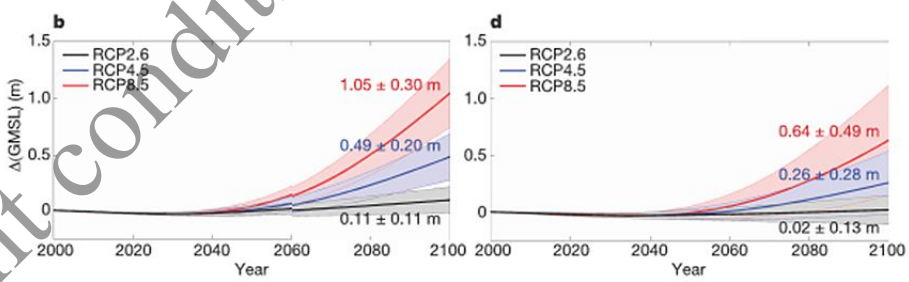 b
1.5
RCP2.6
RCP4.5
RCP8.5
1.05 ± 0.30 m
1.0
Δ(GMSL) (m)
0.49 ± 0.20 m
0.5
0
0.11 ± 0.11 m
2000 2020 2040 2060 2080 2100
Year
d
1.5
RCP2.6
RCP4.5
RCP8.5
1.0
0.64 ± 0.49 m
0.5
0.26 ± 0.28 m
0
0.02 ± 0.13 m
2000 2020 2040 2060 2080 2100
Year
nt condit